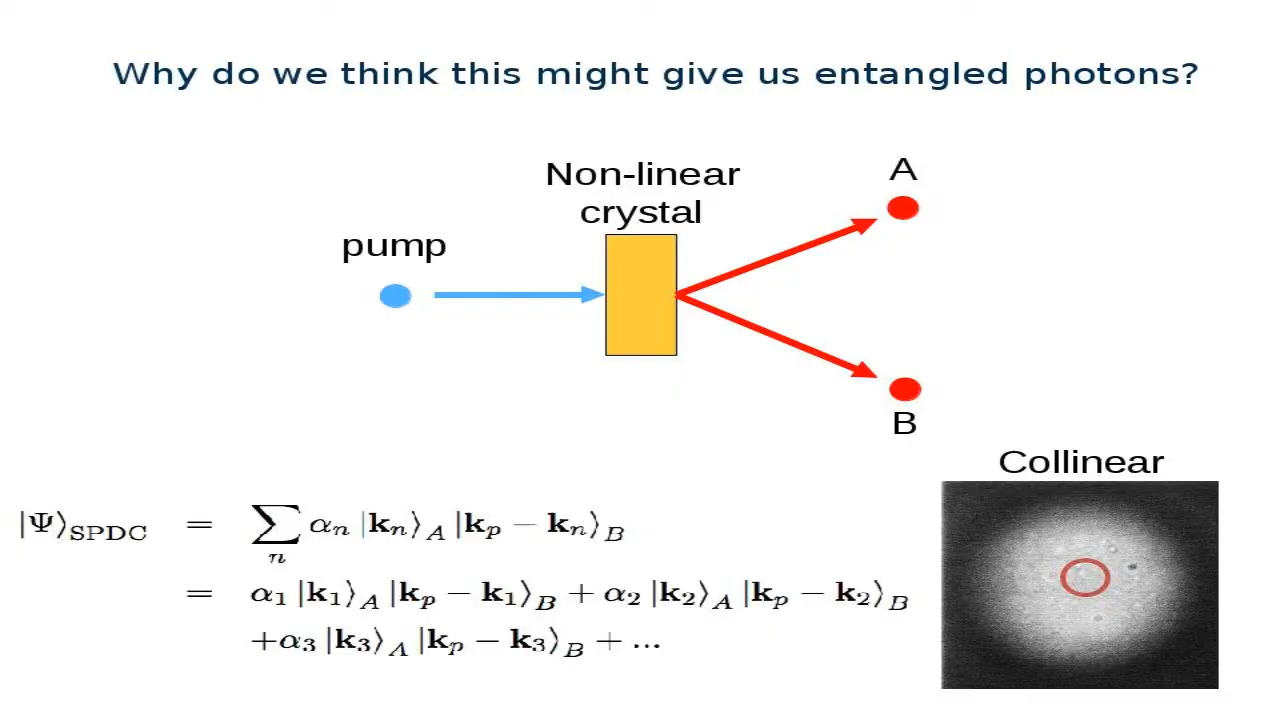 Why do we think this might give us entangled photons?
Non-linear
crystal
pump
A
B
Collinear
|Ψ⟩_SPDC = ∑_n α_n |k_n⟩_A |k_p − k_n⟩_B
= α_1 |k_1⟩_A |k_p − k_1⟩_B + α_2 |k_2⟩_A |k_p − k_2⟩_B
+α_3 |k_3⟩_A |k_p − k_3⟩_B + ...